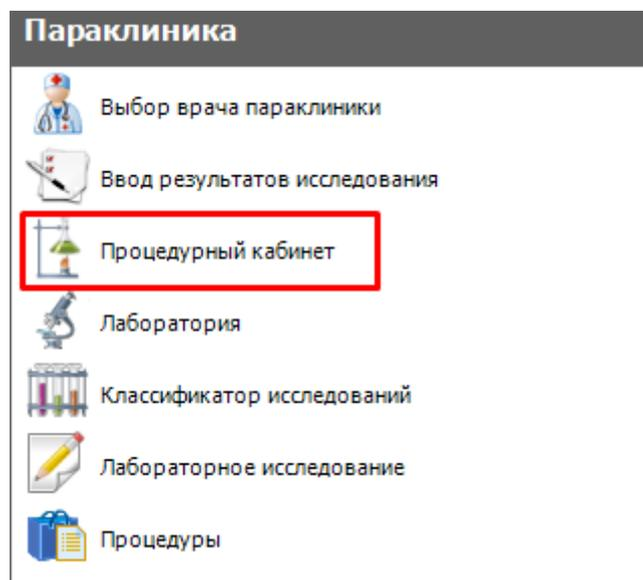 Параклиника
Выбор врача параклиники
Ввод результатов исследования
Процедурный кабинет
Лаборатория
Классификатор исследований
Лабораторное исследование
Процедуры